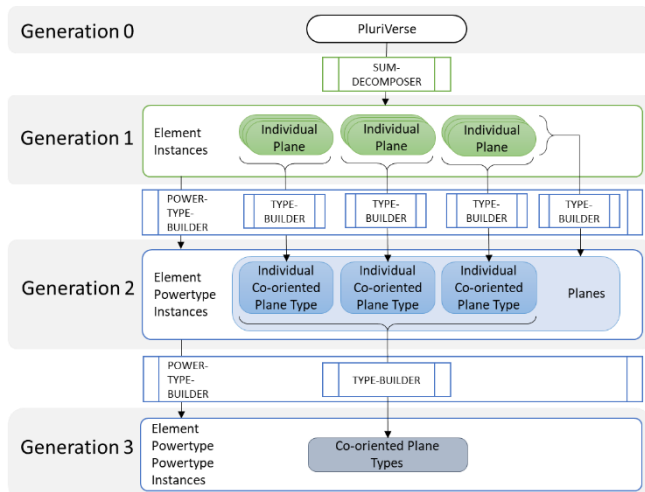 Generation 0
PluriVerse
SUM-
DECOMPOSER
Generation 1
Element
Instances
Individual
Plane
Individual
Plane
Individual
Plane
POWER-
TYPE-
BUILDER
TYPE-
BUILDER
TYPE-
BUILDER
TYPE-
BUILDER
TYPE-
BUILDER
Generation 2
Element
Powertype
Instances
Individual
Co-oriented
Plane Type
Individual
Co-oriented
Plane Type
Individual
Co-oriented
Plane Type
Planes
POWER-
TYPE-
BUILDER
TYPE-BUILDER
Generation 3
Element
Powertype
Powertype
Instances
Co-oriented Plane
Types